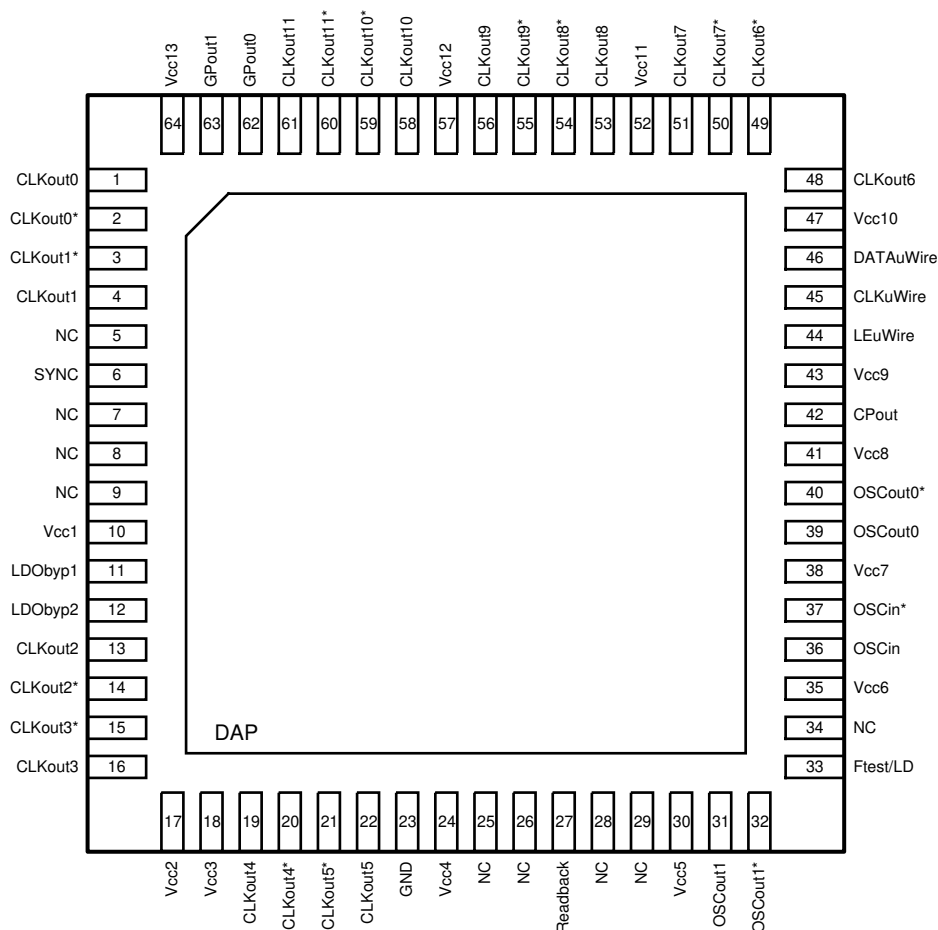 Vcc13
GPout1
GPout0
CLKout11
CLKout11*
CLKout10*
CLKout10
Vcc12
CLKout9
CLKout9*
CLKout8*
CLKout8
Vcc11
CLKout7
CLKout7*
CLKout6*
64
63
62
61
60
59
58
57
56
55
54
53
52
51
50
49
CLKout0 1
CLKout0* 2
CLKout1* 3
CLKout1 4
NC 5
SYNC 6
NC 7
NC 8
NC 9
Vcc1 10
LDObyp1 11
LDObyp2 12
CLKout2 13
CLKout2* 14
CLKout3* 15
CLKout3 16
48 CLKout6
47 Vcc10
46 DATAuWire
45 CLKuWire
44 LEuWire
43 Vcc9
42 CPout
41 Vcc8
40 OSCout0*
39 OSCout0
38 Vcc7
37 OSCin*
36 OSCin
35 Vcc6
34 NC
33 Ftest/LD
DAP
17
18
19
20
21
22
23
24
25
26
27
28
29
30
31
32
Vcc2
Vcc3
CLKout4
CLKout4*
CLKout5*
CLKout5
GND
Vcc4
NC
NC
Readback
NC
NC
Vcc5
OSCout1
OSCout1*